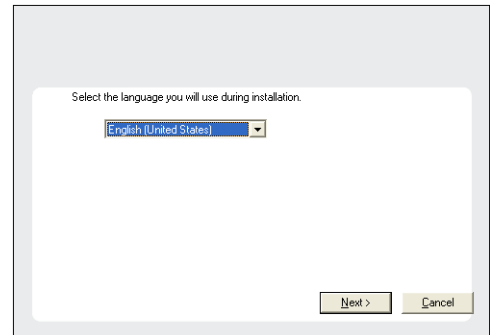 Select the language you will use during installation.
English (United States)
Next >
Cancel